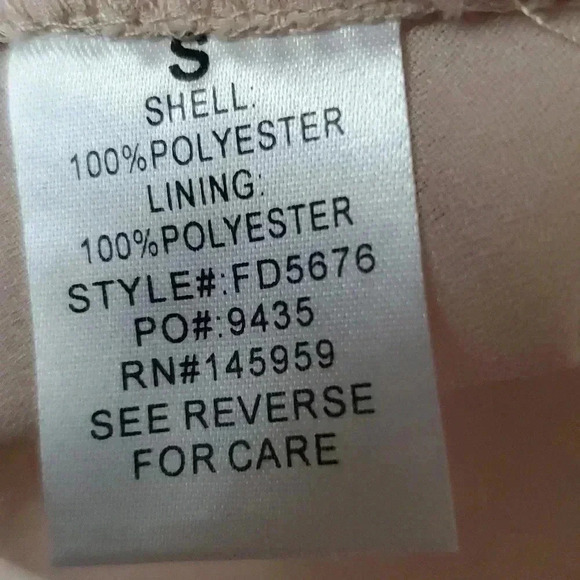 S
SHELL:
100%POLYESTER
LINING:
100%POLYESTER
STYLE#:FD5676
PO#:9435
RN#145959
SEE REVERSE
FOR CARE